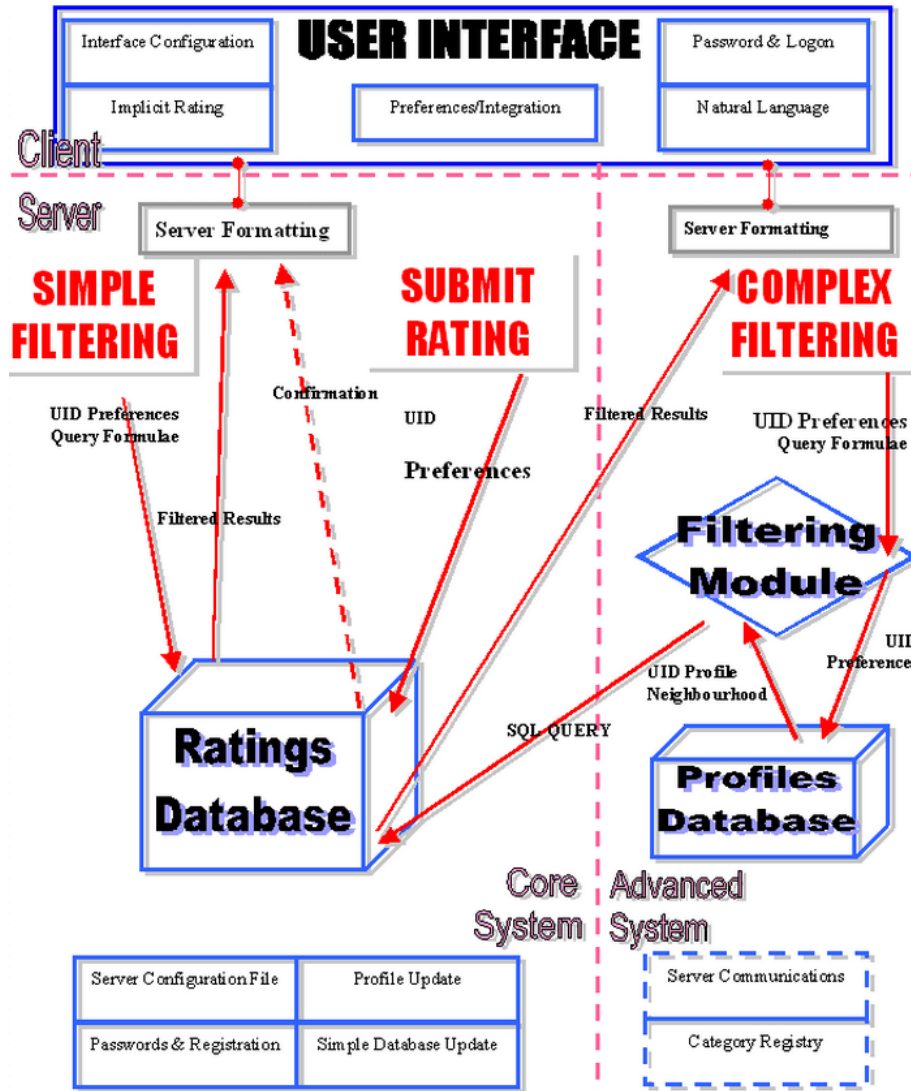 USER INTERFACE
Interface Configuration
Password & Logon
Implicit Rating
Preferences/Integration
Natural Language
Client
Server
Server Formatting
Server Formatting
SIMPLE
FILTERING
SUBMIT
RATING
COMPLEX
FILTERING
Confirmation
UID Preferences
Query Formulae
UID
Preferences
Filtered Results
UID Preferences
Query Formulae
Filtered Results
Filtering
Module
UID
Preference
UID Profile
Neighbourhood
SQL QUERY
Ratings
Database
Profiles
Database
Core
System
Advanced
System
Server Configuration File
Profile Update
Passwords & Registration
Simple Database Update
Server Communications
Category Registry